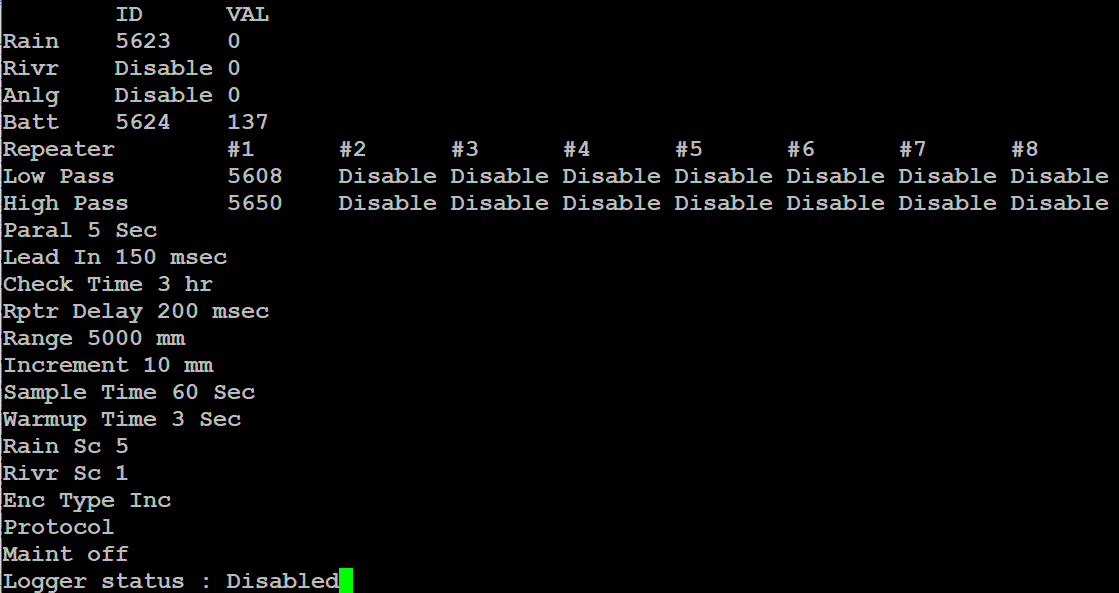 ID VAL
Rain 5623 0
Rivr Disable 0
Anlg Disable 0
Batt 5624 137
Repeater #1 #2 #3 #4 #5 #6 #7 #8
Low Pass 5608 Disable Disable Disable Disable Disable Disable Disable
High Pass 5650 Disable Disable Disable Disable Disable Disable Disable
Paral 5 Sec
Lead In 150 msec
Check Time 3 hr
Rptr Delay 200 msec
Range 5000 mm
Increment 10 mm
Sample Time 60 Sec
Warmup Time 3 Sec
Rain Sc 5
Rivr Sc 1
Enc Type Inc
Protocol
Maint off
Logger status : Disabled